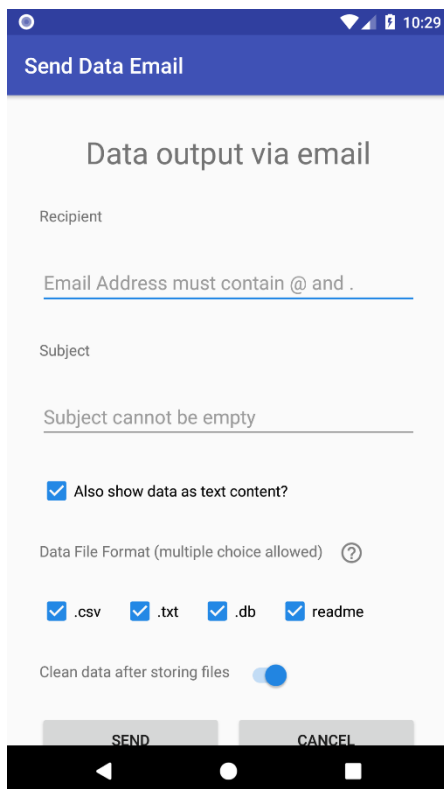 10:29
Send Data Email
Data output via email
Recipient
Email Address must contain @ and .
Subject
Subject cannot be empty
Also show data as text content?
Data File Format (multiple choice allowed) ?
.csv .txt .db readme
Clean data after storing files
SEND CANCEL